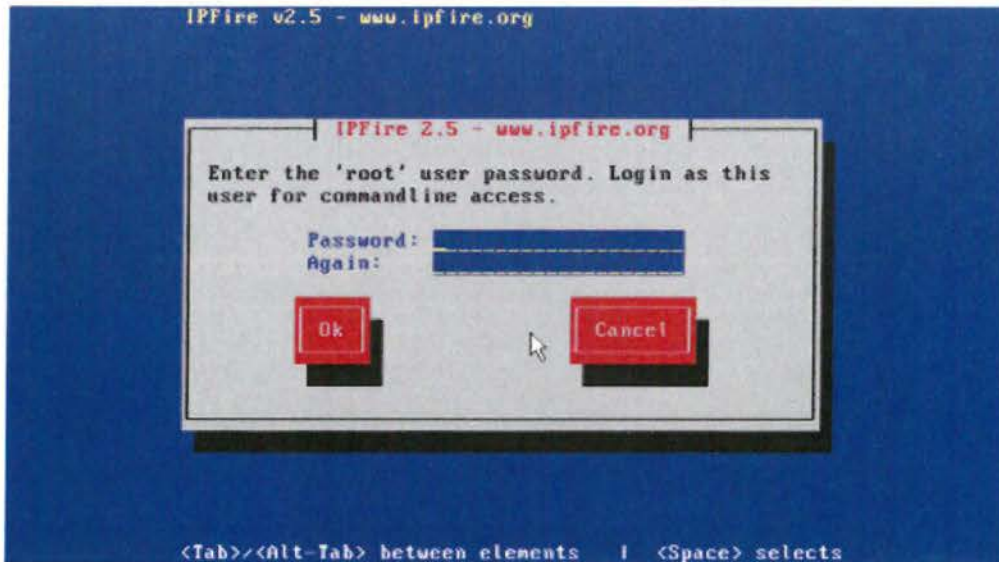 IPFire v2.5 - www.ipfire.org
IPFire 2.5 - www.ipfire.org
Enter the 'root' user password. Login as this
user for commandline access.
Password:
Again:
Ok Cancel
<Tab>/<Alt-Tab> between elements | <Space> selects